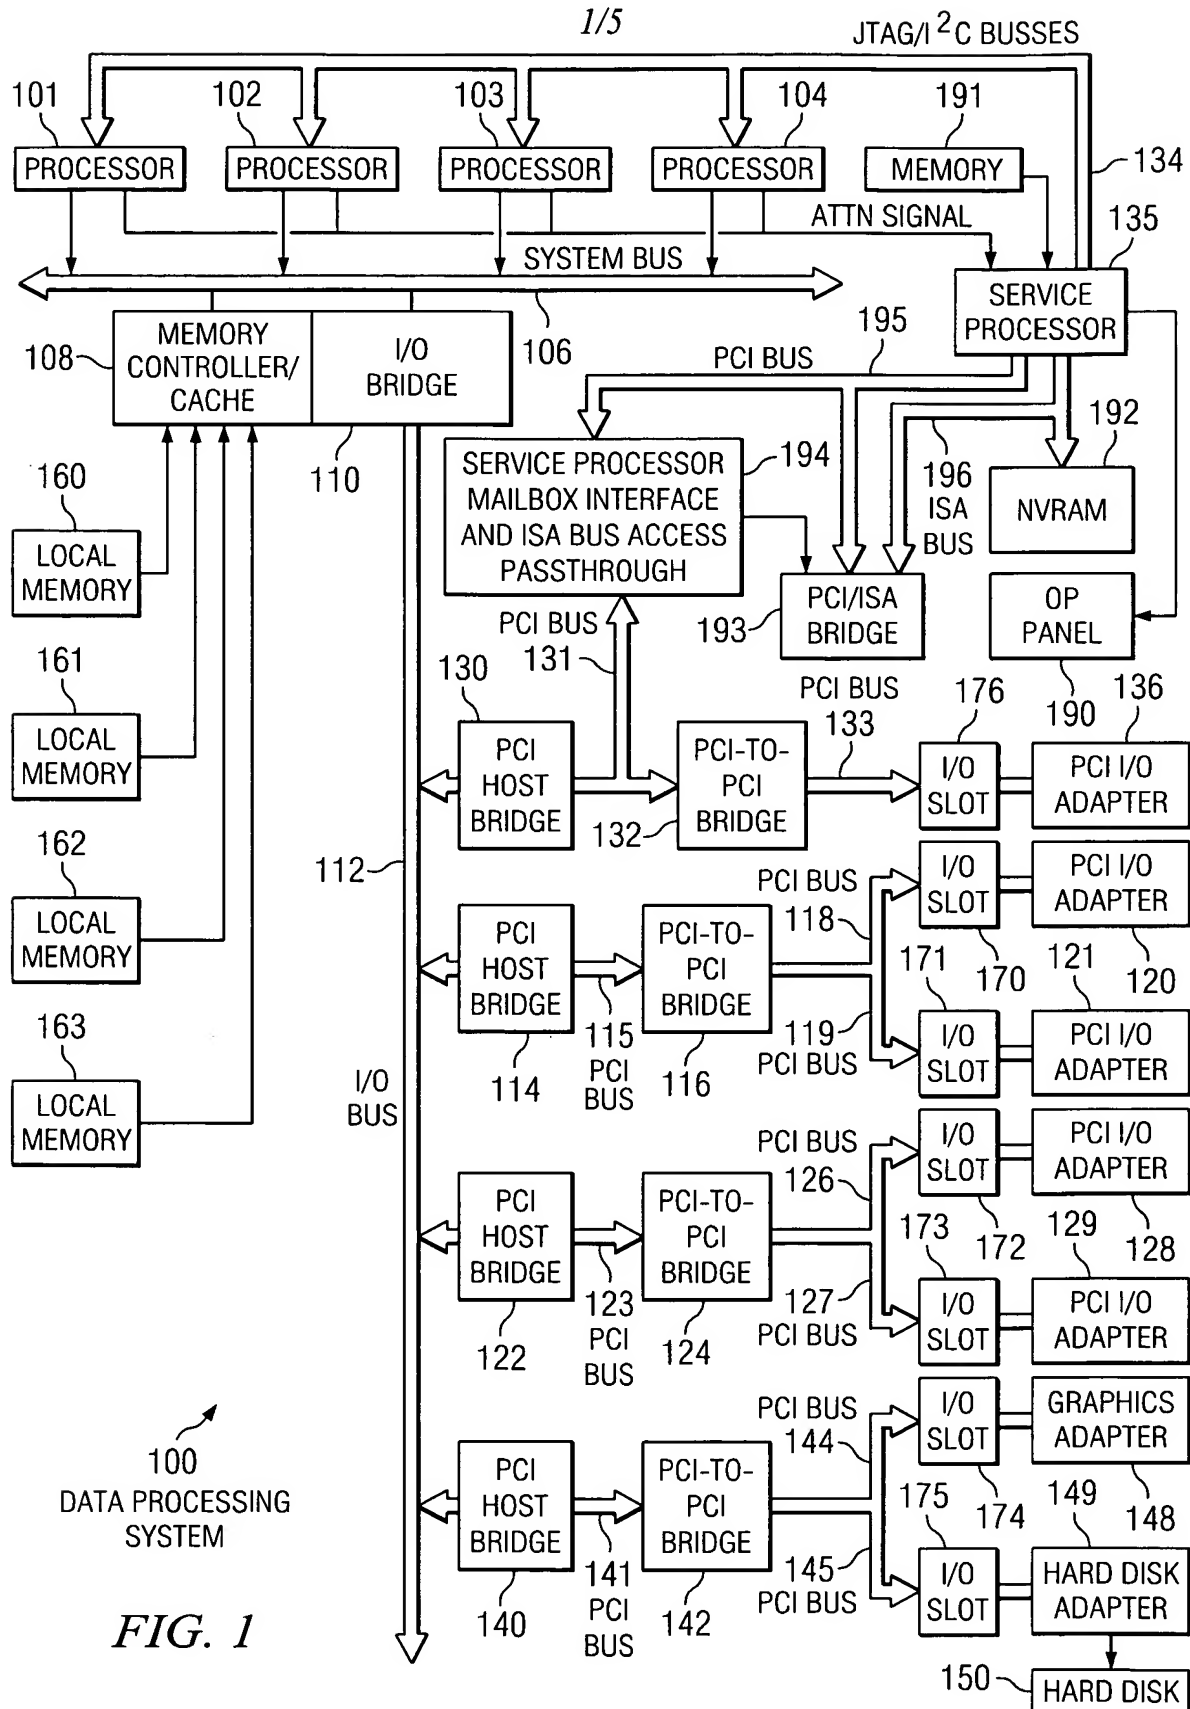 1/5
JTAG/I²C BUSSES
101
102
103
104
191
PROCESSOR
PROCESSOR
PROCESSOR
PROCESSOR
MEMORY
134
ATTN SIGNAL
135
SYSTEM BUS
SERVICE
PROCESSOR
108
MEMORY
CONTROLLER/
CACHE
I/O
BRIDGE
106
195
PCI BUS
110
SERVICE PROCESSOR
MAILBOX INTERFACE
AND ISA BUS ACCESS
PASSTHROUGH
194
196
ISA
BUS
192
NVRAM
160
LOCAL
MEMORY
PCI BUS
131
193
PCI/ISA
BRIDGE
OP
PANEL
190
161
LOCAL
MEMORY
130
PCI
HOST
BRIDGE
PCI-TO-
PCI
BRIDGE
132
PCI BUS
133
176
I/O
SLOT
136
PCI I/O
ADAPTER
162
LOCAL
MEMORY
112
PCI
HOST
BRIDGE
114
115
PCI
BUS
PCI-TO-
PCI
BRIDGE
116
PCI BUS
118
I/O
SLOT
170
PCI I/O
ADAPTER
120
119
PCI BUS
171
I/O
SLOT
121
PCI I/O
ADAPTER
163
LOCAL
MEMORY
I/O
BUS
PCI
HOST
BRIDGE
122
123
PCI
BUS
PCI-TO-
PCI
BRIDGE
124
PCI BUS
126
I/O
SLOT
172
PCI I/O
ADAPTER
128
127
PCI BUS
173
I/O
SLOT
129
PCI I/O
ADAPTER
100
DATA PROCESSING
SYSTEM
PCI
HOST
BRIDGE
140
141
PCI
BUS
PCI-TO-
PCI
BRIDGE
142
PCI BUS
144
I/O
SLOT
174
GRAPHICS
ADAPTER
148
145
PCI BUS
175
I/O
SLOT
149
HARD DISK
ADAPTER
150
HARD DISK
FIG. 1